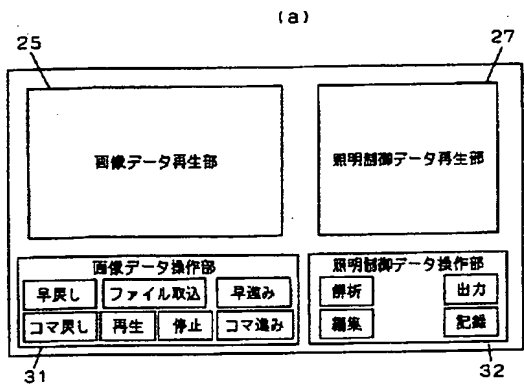 (a)
25
27
画像データ再生部
照明制御データ再生部
画像データ操作部
早戻し
ファイル取込
早進み
コマ戻し
再生
停止
コマ進み
照明制御データ操作部
解析
出力
編集
記録
31
32